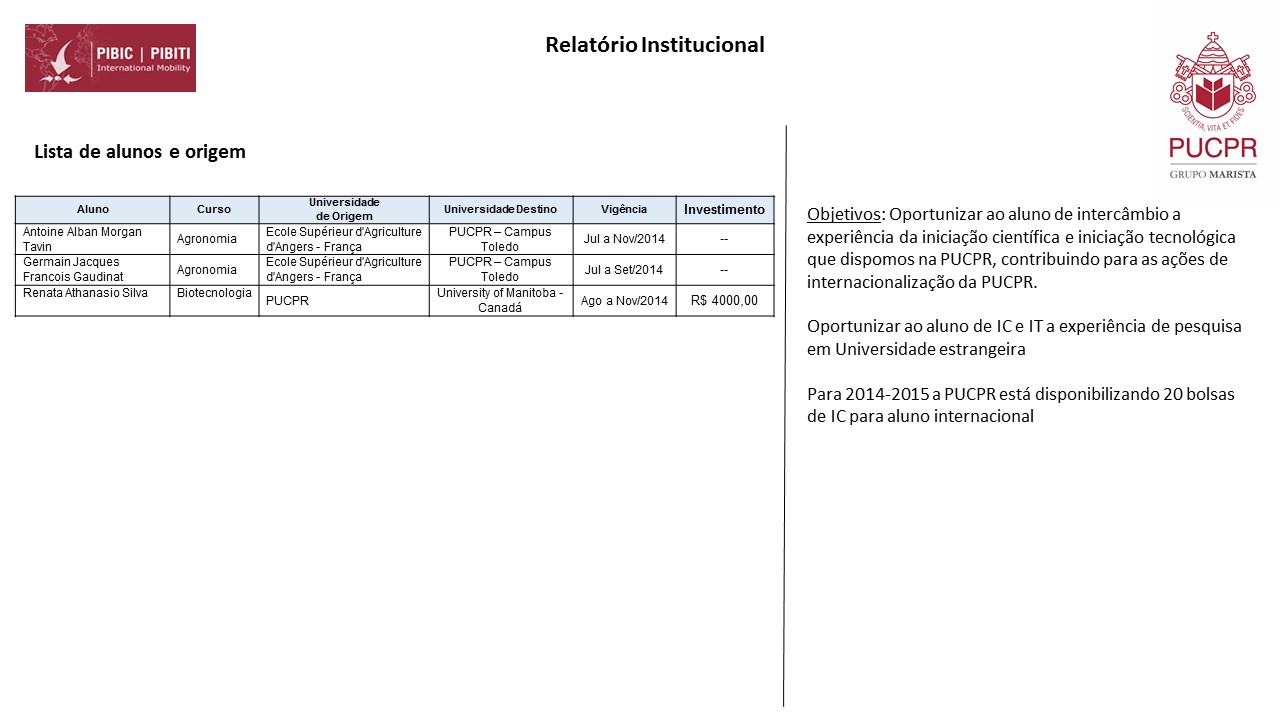 PIBIC | PIBITI
International Mobility
Relatório Institucional
SCIENTIA, VITA ET FIDES
PUCPR
GRUPO MARISTA
Lista de alunos e origem
Aluno Curso Universidade de Origem Universidade Destino Vigência Investimento
Antoine Alban Morgan Tavin Agronomia Ecole Supérieur d'Agriculture d'Angers - França PUCPR – Campus Toledo Jul a Nov/2014 --
Germain Jacques Francois Gaudinat Agronomia Ecole Supérieur d'Agriculture d'Angers - França PUCPR – Campus Toledo Jul a Set/2014 --
Renata Athanasio Silva Biotecnologia PUCPR University of Manitoba - Canadá Ago a Nov/2014 R$ 4000,00
Objetivos: Oportunizar ao aluno de intercâmbio a
experiência da iniciação científica e iniciação tecnológica
que dispomos na PUCPR, contribuindo para as ações de
internacionalização da PUCPR.
Oportunizar ao aluno de IC e IT a experiência de pesquisa
em Universidade estrangeira
Para 2014-2015 a PUCPR está disponibilizando 20 bolsas
de IC para aluno internacional